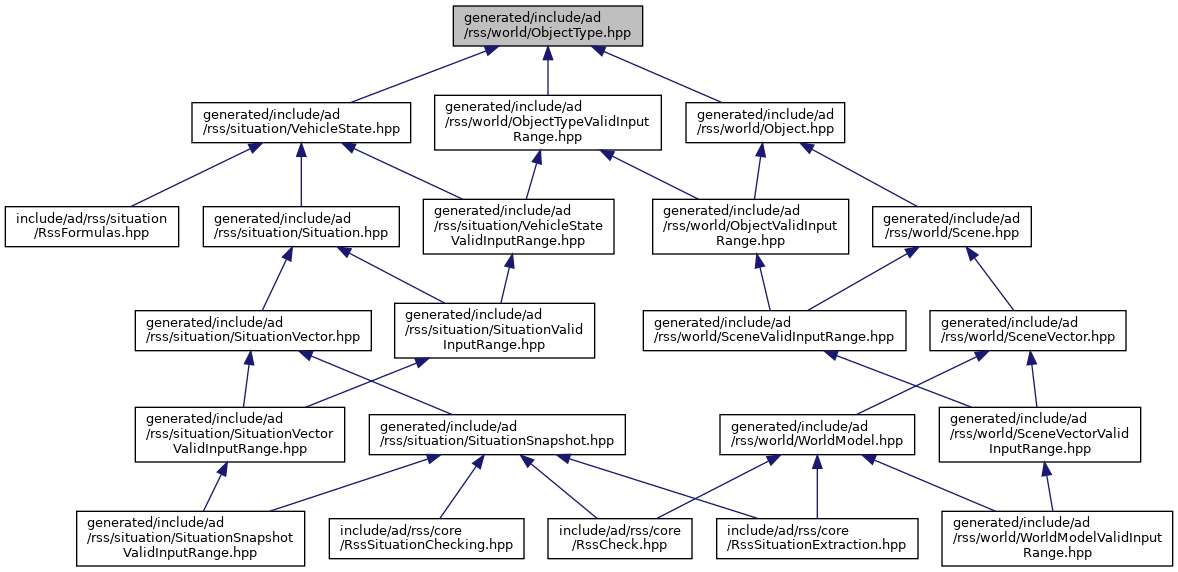 generated/include/ad
/rss/world/ObjectType.hpp
generated/include/ad
/rss/situation/VehicleState.hpp
generated/include/ad
/rss/world/ObjectTypeValidInput
Range.hpp
generated/include/ad
/rss/world/Object.hpp
include/ad/rss/situation
/RssFormulas.hpp
generated/include/ad
/rss/situation/Situation.hpp
generated/include/ad
/rss/situation/VehicleState
ValidInputRange.hpp
generated/include/ad
/rss/world/ObjectValidInput
Range.hpp
generated/include/ad
/rss/world/Scene.hpp
generated/include/ad
/rss/situation/SituationVector.hpp
generated/include/ad
/rss/situation/SituationValid
InputRange.hpp
generated/include/ad
/rss/world/SceneValidInputRange.hpp
generated/include/ad
/rss/world/SceneVector.hpp
generated/include/ad
/rss/situation/SituationVector
ValidInputRange.hpp
generated/include/ad
/rss/situation/SituationSnapshot.hpp
generated/include/ad
/rss/world/WorldModel.hpp
generated/include/ad
/rss/world/SceneVectorValid
InputRange.hpp
generated/include/ad
/rss/situation/SituationSnapshot
ValidInputRange.hpp
include/ad/rss/core
/RssSituationChecking.hpp
include/ad/rss/core
/RssCheck.hpp
include/ad/rss/core
/RssSituationExtraction.hpp
generated/include/ad
/rss/world/WorldModelValidInput
Range.hpp